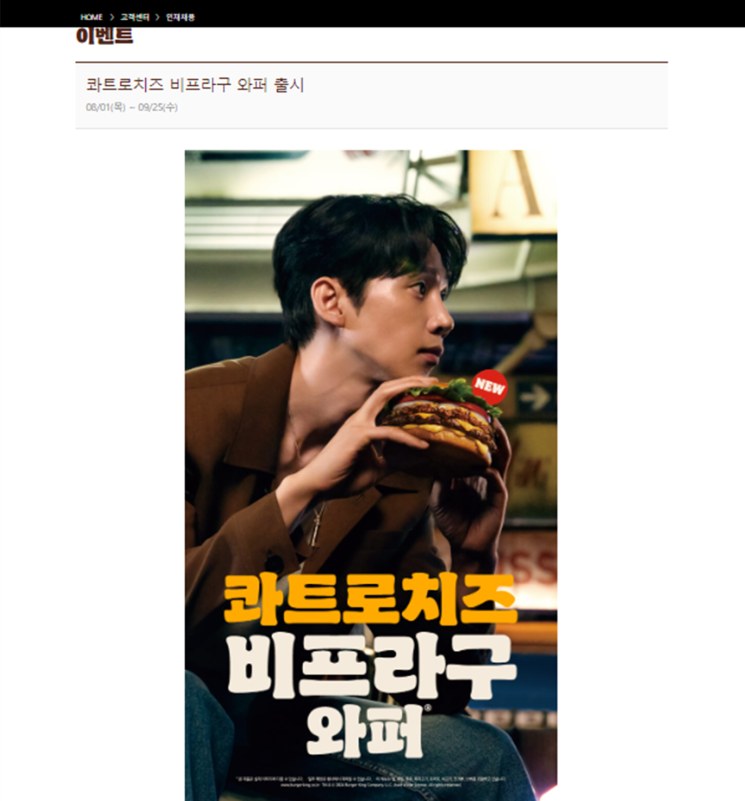 HOME > 고객센터 > 인재채용
이벤트
콰트로치즈 비프라구 와퍼 출시
08/01(목) ~ 09/25(수)
A
NEW
콰트로치즈
비프라구
와퍼®